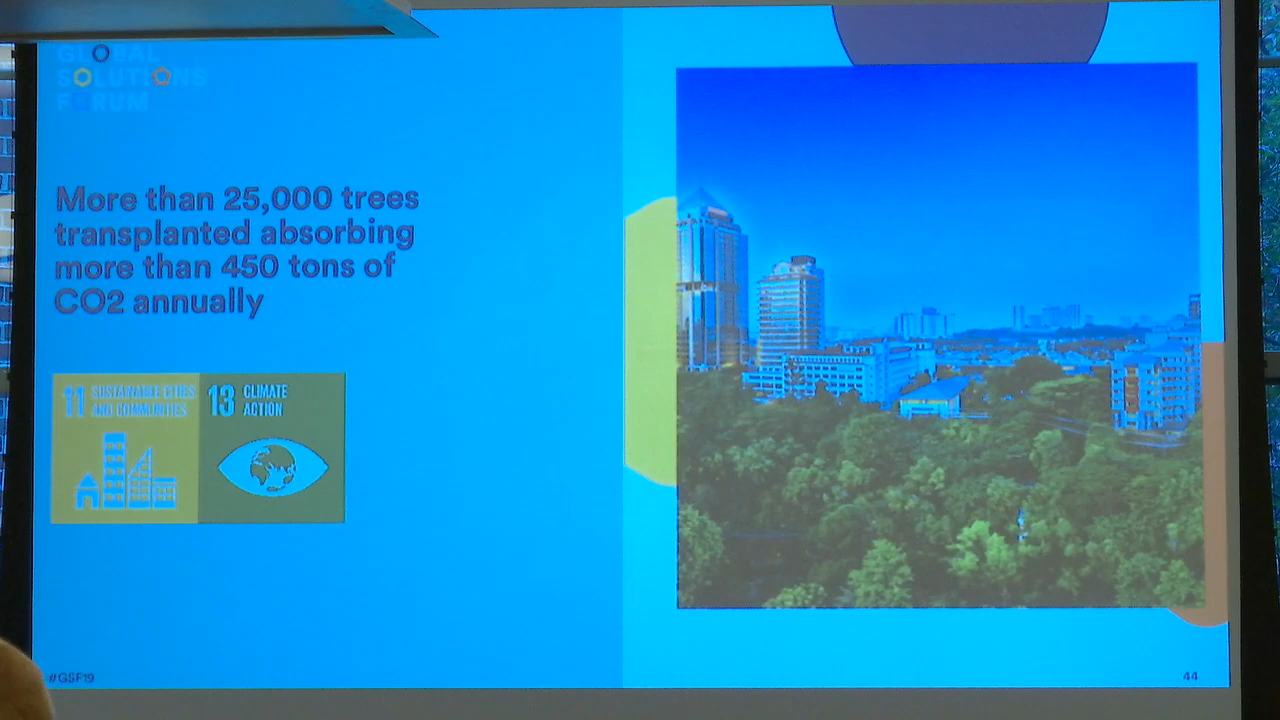 GLOBAL
SOLUTIONS
FORUM
More than 25,000 trees
transplanted absorbing
more than 450 tons of
CO2 annually
11 SUSTAINABLE CITIES
AND COMMUNITIES
13 CLIMATE
ACTION
#GSF19
44